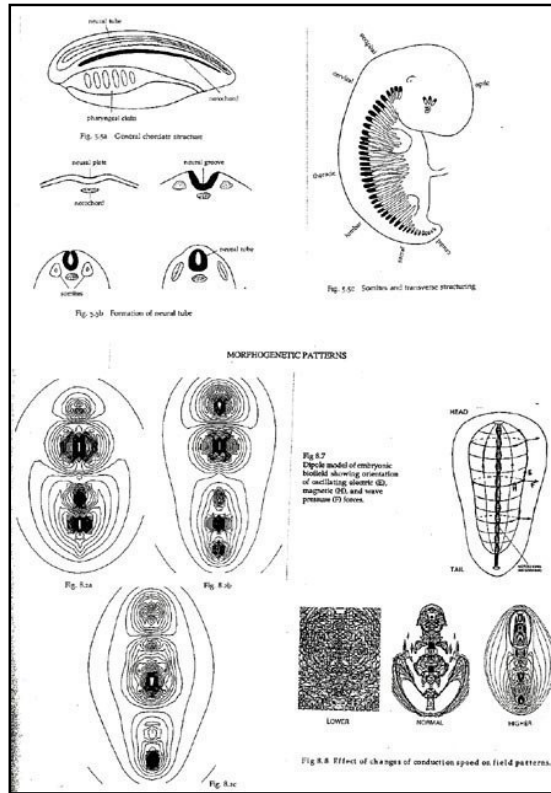 neural tube
notochord
pharyngeal clefts
Fig. 5.5a General chordate structure
neural plate
notochord
neural groove
somites
neural tube
Fig. 5.5b Formation of neural tube
occipital
cervical
optic
thoracic
lumbar
sacral
Fig. 5.5c Somites and transverse structuring
MORPHOGENETIC PATTERNS
Fig. 8.2a
Fig. 8.2b
Fig 8.7
Dipole model of embryonic
biofield showing orientation
of oscillating electric (E),
magnetic (H), and wave
pressure (F) forces.
HEAD
E
H
F
TAIL
Fig. 8.2c
LOWER
NORMAL
HIGHER
Fig 8.8 Effect of changes of conduction speed on field patterns.